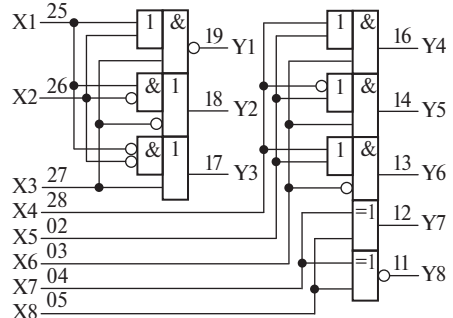 X1 25 1 & 19 Y1
X2 26 & 1 18 Y2
& 1 17 Y3
X3 27
X4 28
X5 02
X6 03
X7 04
X8 05
1 & 16 Y4
1 & 14 Y5
1 & 13 Y6
=1 12 Y7
=1 11 Y8